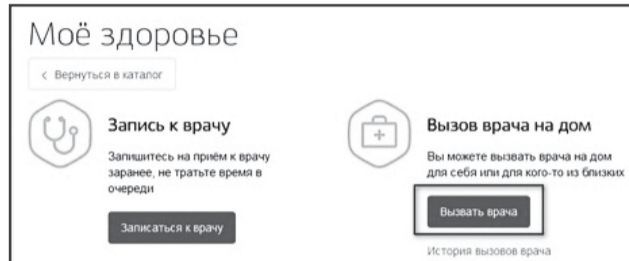 Моё здоровье
< Вернуться в каталог
Запись к врачу
Запишитесь на приём к врачу
заранее, не тратьте время в
очереди
Записаться к врачу
Вызов врача на дом
Вы можете вызвать врача на дом
для себя или для кого-то из близких
Вызвать врача
История вызовов врача